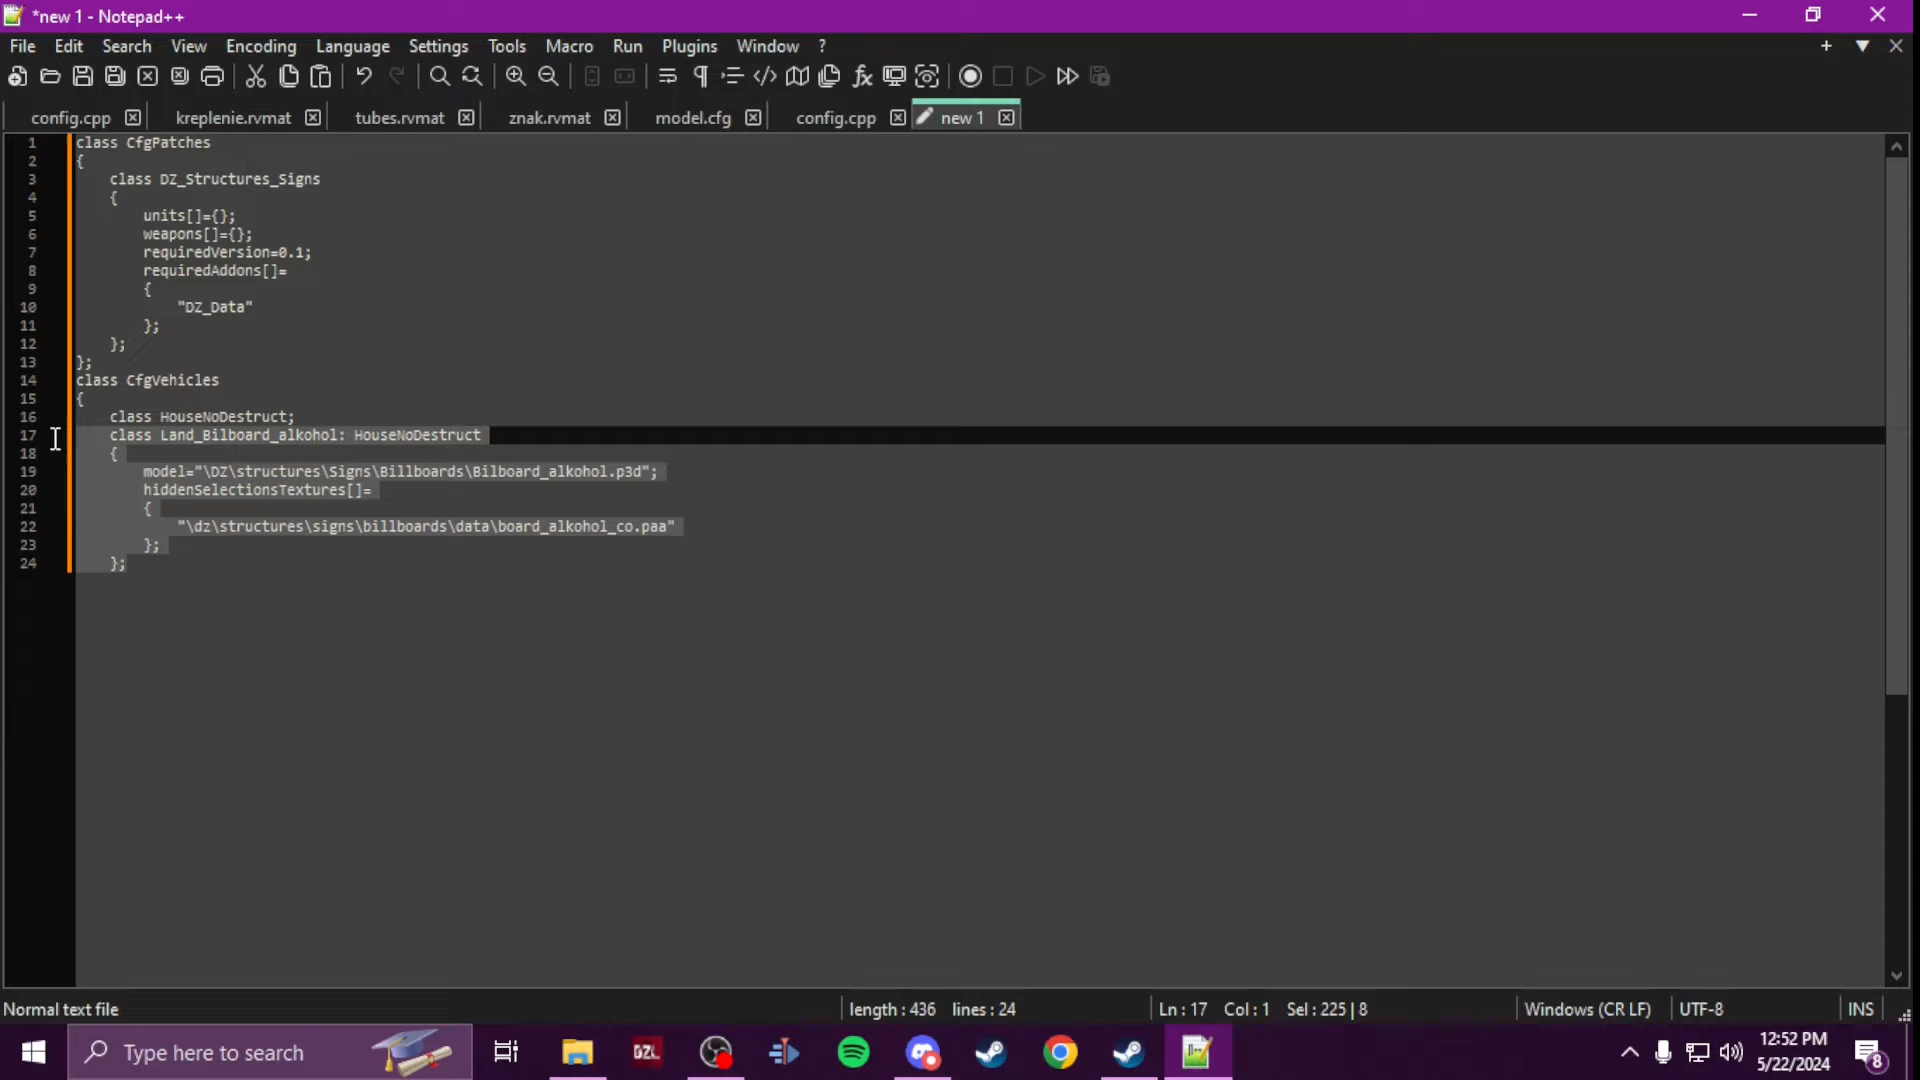 *new 1 - Notepad++
File Edit Search View Encoding Language Settings Tools Macro Run Plugins Window ?
config.cpp kreplenie.rvmat tubes.rvmat znak.rvmat model.cfg config.cpp new 1
1 class CfgPatches
2 {
3 class DZ_Structures_Signs
4 {
5 units[]={};
6 weapons[]={};
7 requiredVersion=0.1;
8 requiredAddons[]=
9 {
10 "DZ_Data"
11 };
12 };
13 };
14 class CfgVehicles
15 {
16 class HouseNoDestruct;
17 class Land_Bilboard_alkohol: HouseNoDestruct
18 {
19 model="\DZ\structures\Signs\Billboards\Bilboard_alkohol.p3d";
20 hiddenSelectionsTextures[]=
21 {
22 "\dz\structures\signs\billboards\data\board_alkohol_co.paa"
23 };
24 };
Normal text file length : 436 lines : 24 Ln : 17 Col : 1 Sel : 225 | 8 Windows (CR LF) UTF-8 INS
Type here to search DZL 12:52 PM
5/22/2024 8